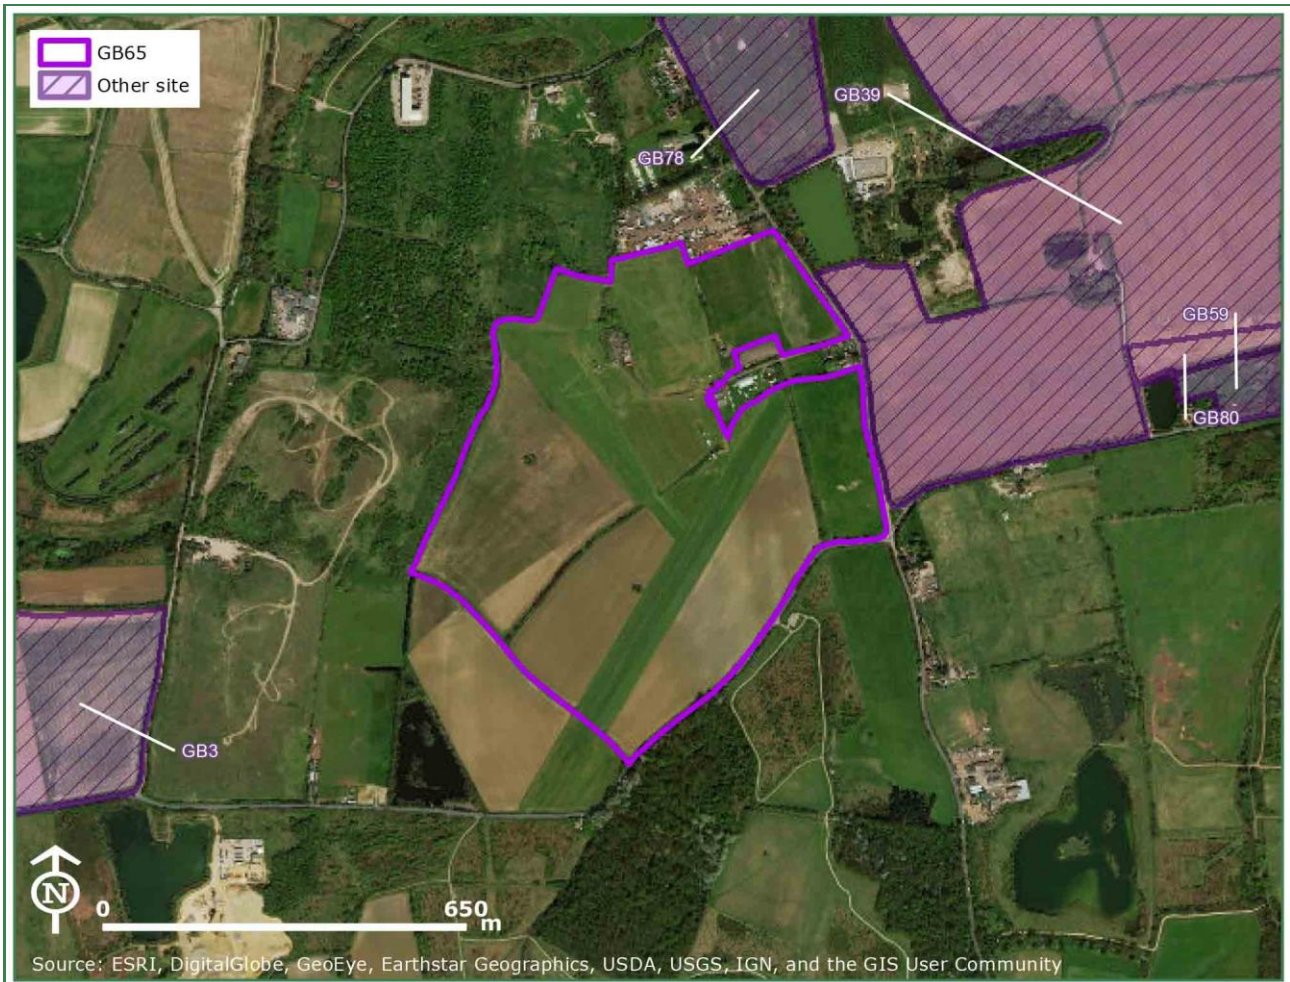 GB65
Other site
GB39
GB78
GB59
GB80
GB3
N
0 650 m
Source: ESRI, DigitalGlobe, GeoEye, Earthstar Geographics, USDA, USGS, IGN, and the GIS User Community